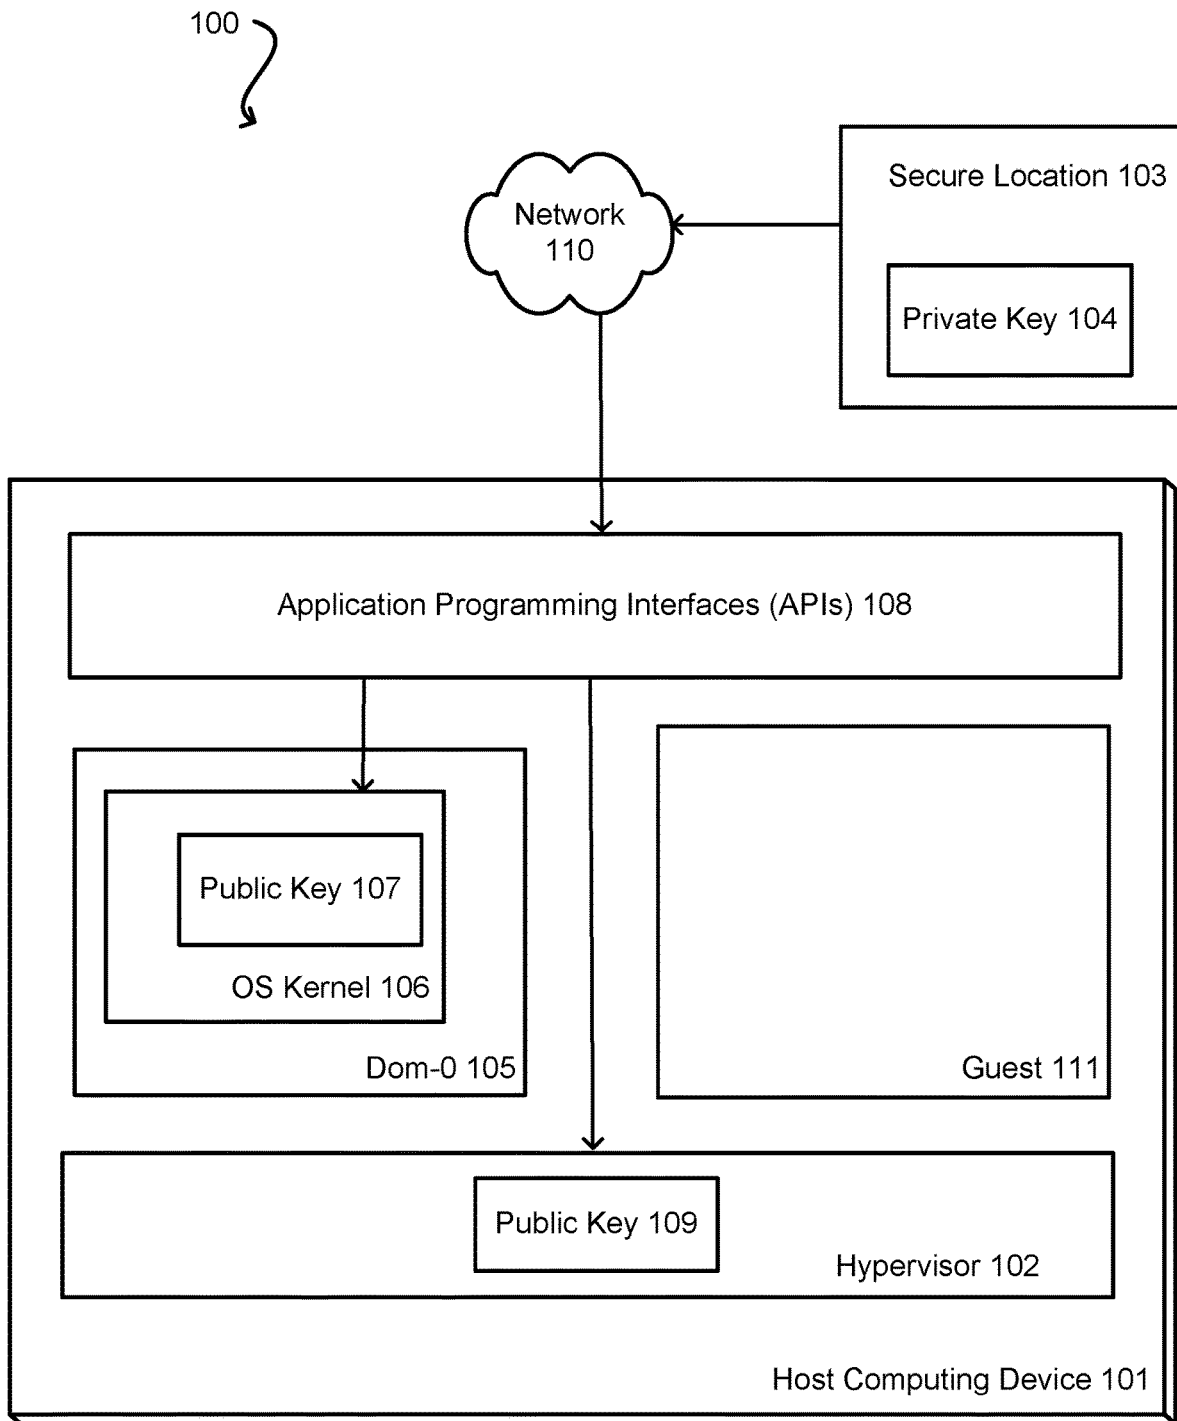 100
Secure Location 103
Network
110
Private Key 104
Application Programming Interfaces (APIs) 108
Public Key 107
OS Kernel 106
Dom-0 105
Guest 111
Public Key 109
Hypervisor 102
Host Computing Device 101